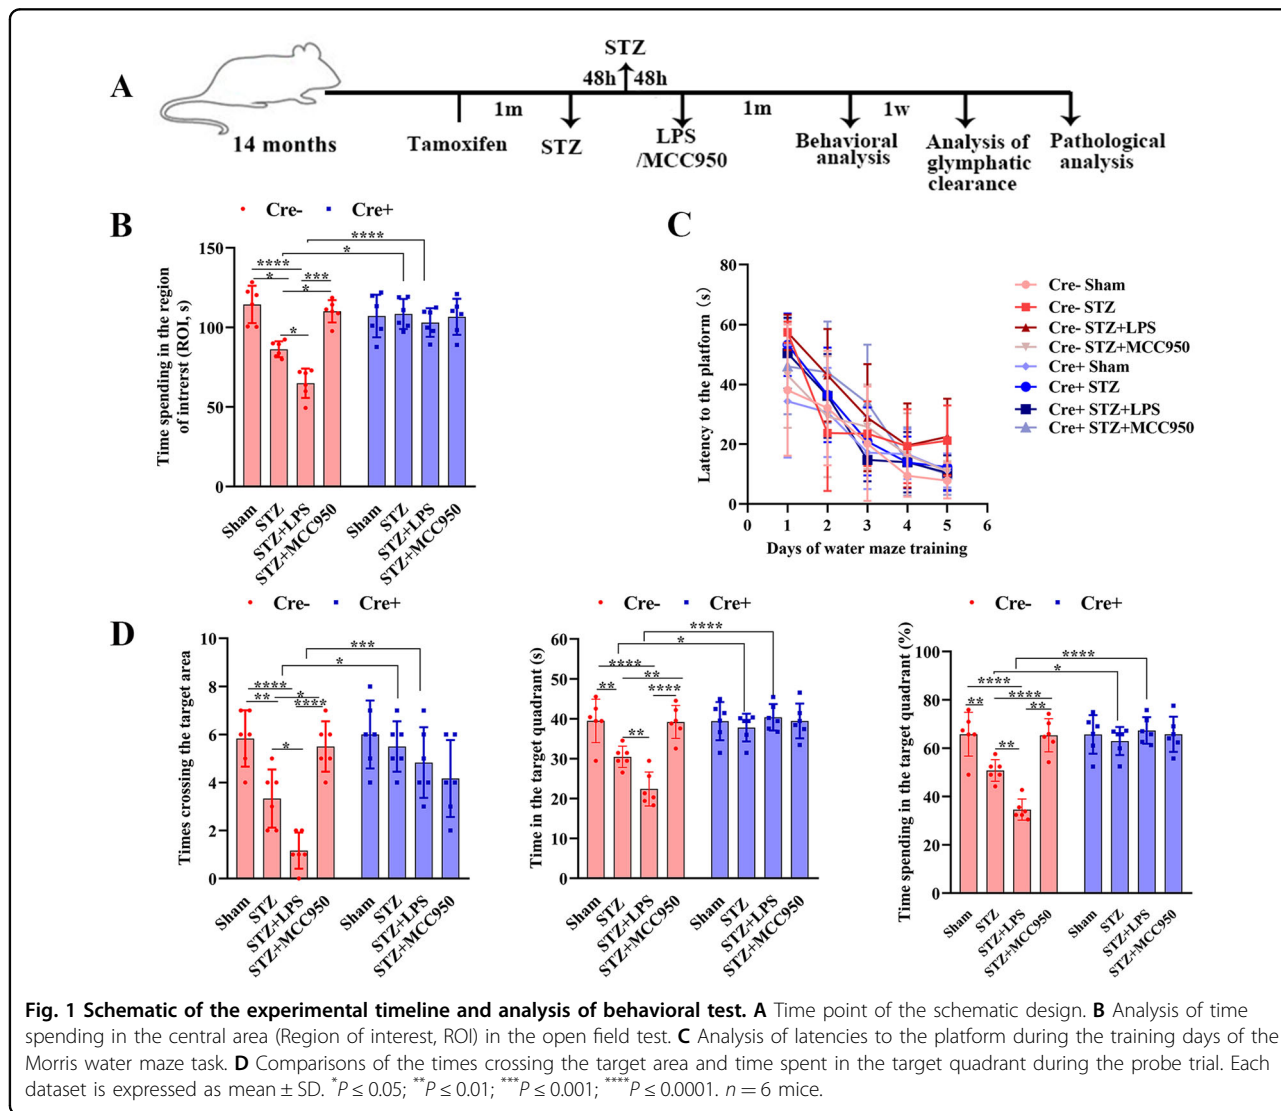 A
STZ
48h 48h
1m
1m
1w
14 months
Tamoxifen
STZ
LPS
/MCC950
Behavioral
analysis
Analysis of
glymphatic
clearance
Pathological
analysis
B
Cre-
Cre+
Time spending in the region
of intrerst (ROI, s)
150
100
50
0
****
*
***
*
*
*
****
Sham
STZ
STZ+LPS
STZ+MCC950
Sham
STZ
STZ+LPS
STZ+MCC950
C
Latency to the platform (s)
80
60
40
20
0
0 1 2 3 4 5 6
Days of water maze training
Cre- Sham
Cre- STZ
Cre- STZ+LPS
Cre- STZ+MCC950
Cre+ Sham
Cre+ STZ
Cre+ STZ+LPS
Cre+ STZ+MCC950
D
Cre-
Cre+
Times crossing the target area
10
8
6
4
2
0
***
*
****
** *
****
*
Sham
STZ
STZ+LPS
STZ+MCC950
Sham
STZ
STZ+LPS
STZ+MCC950
Cre-
Cre+
Time in the target quadrant (s)
60
50
40
30
20
10
0
****
*
****
**
** ****
**
Sham
STZ
STZ+LPS
STZ+MCC950
Sham
STZ
STZ+LPS
STZ+MCC950
Cre-
Cre+
Time spending in the target quadrant (%)
100
80
60
40
20
0
****
*
****
****
** **
**
Sham
STZ
STZ+LPS
STZ+MCC950
Sham
STZ
STZ+LPS
STZ+MCC950
Fig. 1 Schematic of the experimental timeline and analysis of behavioral test. A Time point of the schematic design. B Analysis of time
spending in the central area (Region of interest, ROI) in the open field test. C Analysis of latencies to the platform during the training days of the
Morris water maze task. D Comparisons of the times crossing the target area and time spent in the target quadrant during the probe trial. Each
dataset is expressed as mean ± SD. *P ≤ 0.05; **P ≤ 0.01; ***P ≤ 0.001; ****P ≤ 0.0001. n = 6 mice.